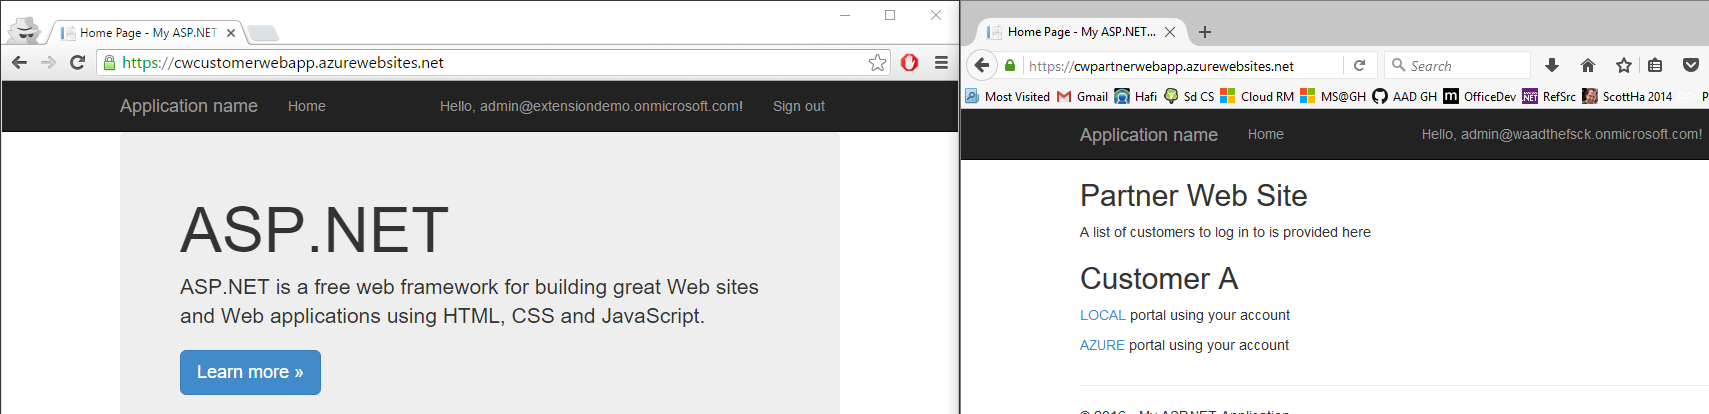 Home Page - My ASP.NET
https://cwcustomerwebapp.azurewebsites.net
Application name Home Hello, admin@extensiondemo.onmicrosoft.com! Sign out
ASP.NET
ASP.NET is a free web framework for building great Web sites
and Web applications using HTML, CSS and JavaScript.
Learn more »
Home Page - My ASP.NET...
https://cwpartnerwebapp.azurewebsites.net Search
Most Visited Gmail Hafi Sd CS Cloud RM MS@GH AAD GH OfficeDev RefSrc ScottHa 2014 P
Application name Home Hello, admin@waadthefsck.onmicrosoft.com!
Partner Web Site
A list of customers to log in to is provided here
Customer A
LOCAL portal using your account
AZURE portal using your account
© 2016 - My ASP.NET Application